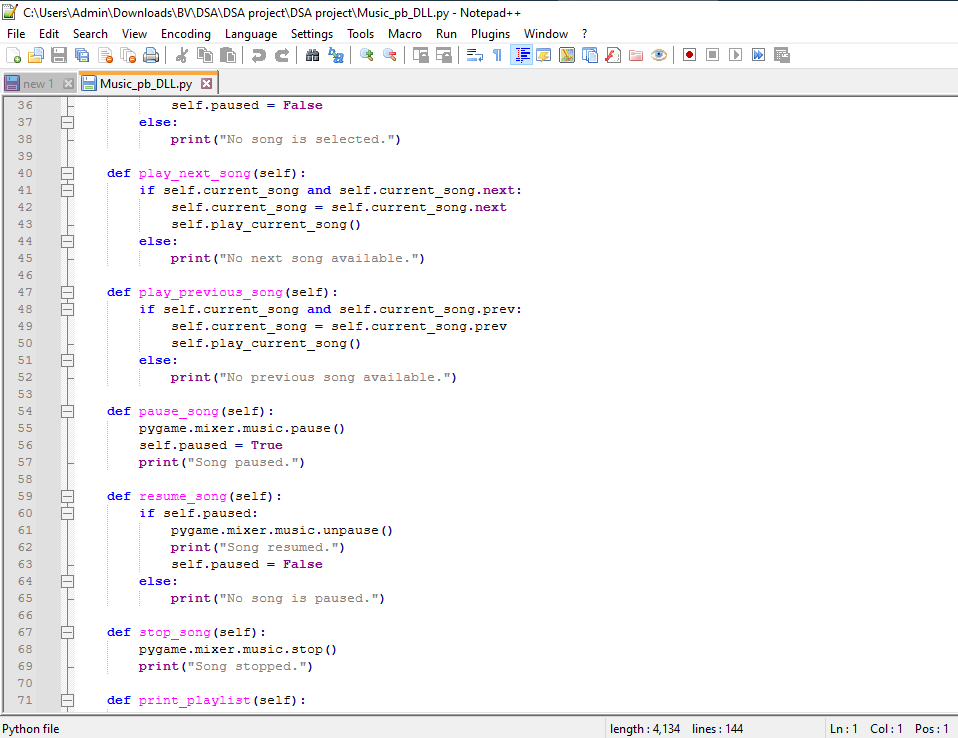 C:\Users\Admin\Downloads\BV\DSA\DSA project\DSA project\Music_pb_DLL.py - Notepad++
File Edit Search View Encoding Language Settings Tools Macro Run Plugins Window ?
new 1 Music_pb_DLL.py
36 self.paused = False
37 else:
38 print("No song is selected.")
39
40 def play_next_song(self):
41 if self.current_song and self.current_song.next:
42 self.current_song = self.current_song.next
43 self.play_current_song()
44 else:
45 print("No next song available.")
46
47 def play_previous_song(self):
48 if self.current_song and self.current_song.prev:
49 self.current_song = self.current_song.prev
50 self.play_current_song()
51 else:
52 print("No previous song available.")
53
54 def pause_song(self):
55 pygame.mixer.music.pause()
56 self.paused = True
57 print("Song paused.")
58
59 def resume_song(self):
60 if self.paused:
61 pygame.mixer.music.unpause()
62 print("Song resumed.")
63 self.paused = False
64 else:
65 print("No song is paused.")
66
67 def stop_song(self):
68 pygame.mixer.music.stop()
69 print("Song stopped.")
70
71 def print_playlist(self):
Python file length : 4,134 lines : 144 Ln : 1 Col : 1 Pos : 1